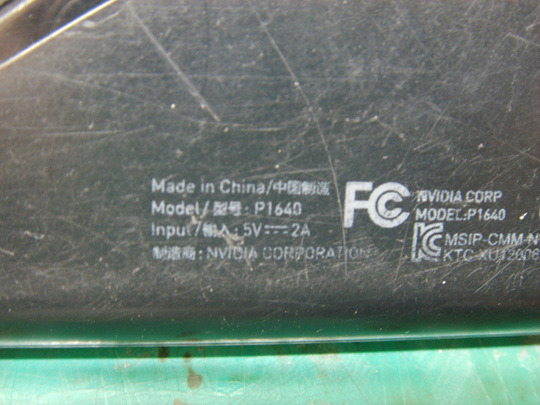 Made in China/中国制造
Model/型号: P1640
Input/输入: 5V⎓2A
制造商: NVIDIA CORPORATION
FC
NVIDIA CORP
MODEL:P1640
MSIP-CMM-N